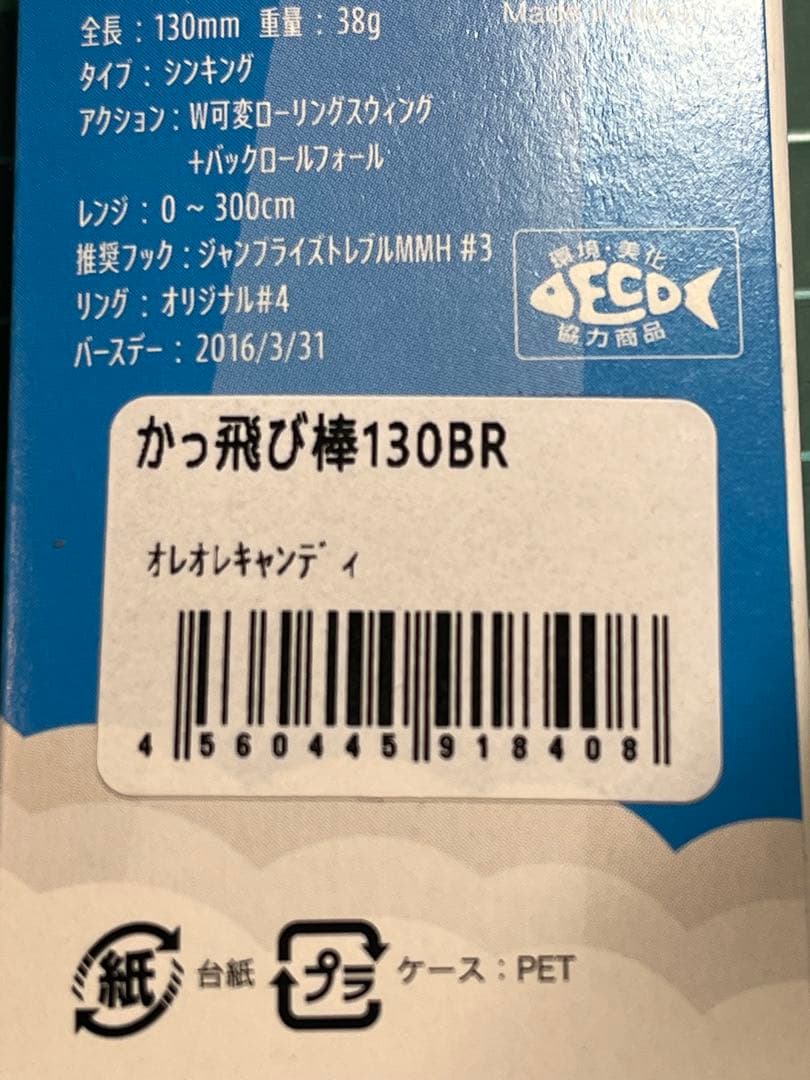 全長：130mm 重量：38g
タイプ：シンキング
アクション：W可変ローリングスウィング
+バックロールフォール
レンジ：0 ~ 300cm
推奨フック：ジャンプライズトレブルMMH #3
リング：オリジナル#4
バースデー：2016/3/31
Made in
環境・美化
ECO
協力商品
かっ飛び棒130BR
オレオレキャンディ
4 560445 918408
紙 台紙 プラ ケース：PET